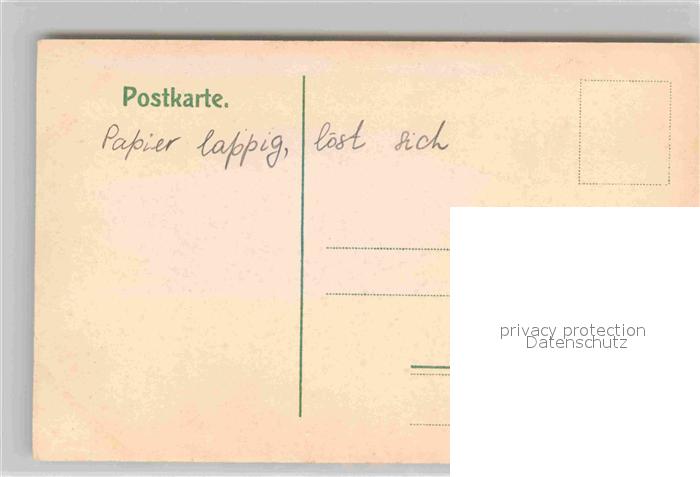 Postkarte.
Papier lappig, löst sich
privacy protection
Datenschutz